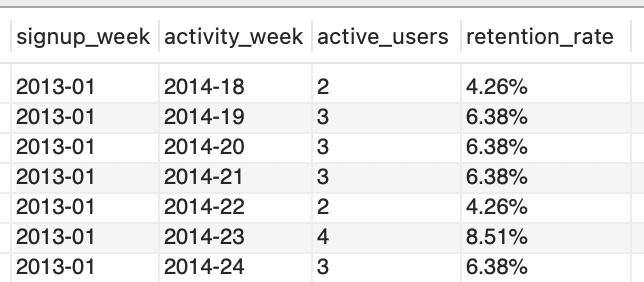 signup_week activity_week active_users retention_rate
2013-01 2014-18 2 4.26%
2013-01 2014-19 3 6.38%
2013-01 2014-20 3 6.38%
2013-01 2014-21 3 6.38%
2013-01 2014-22 2 4.26%
2013-01 2014-23 4 8.51%
2013-01 2014-24 3 6.38%